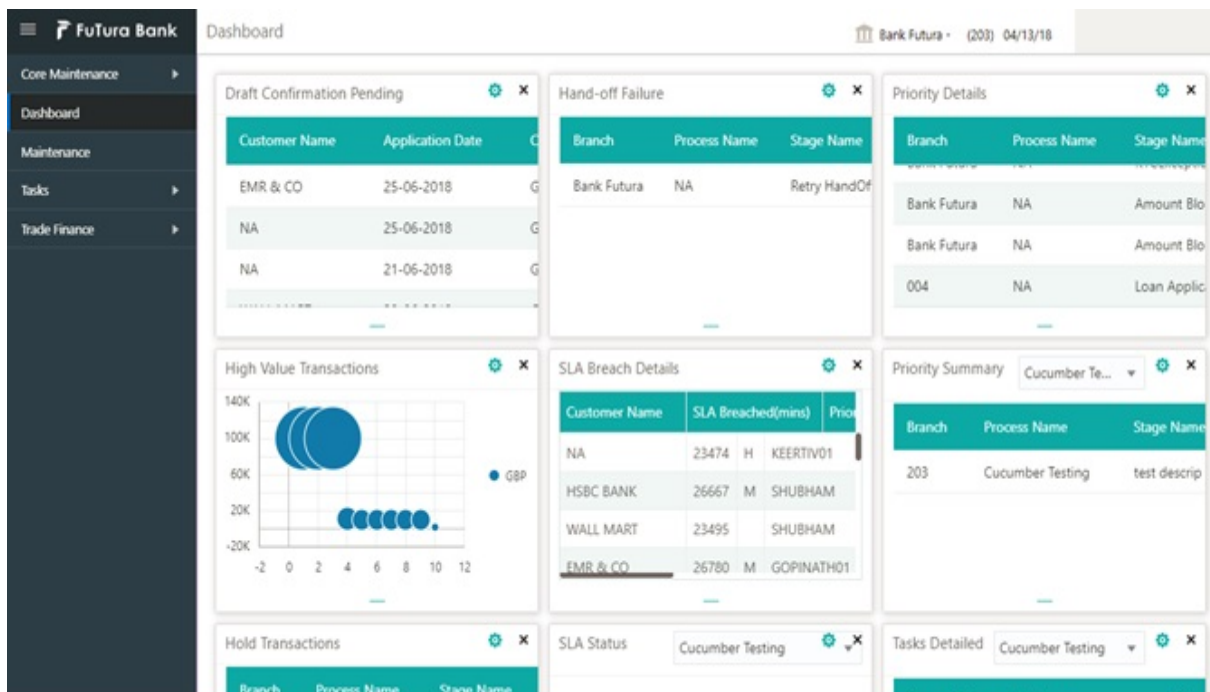 FuTura Bank
Dashboard
Bank Futura - (203) 04/13/18
Core Maintenance
Dashboard
Maintenance
Tasks
Trade Finance
Draft Confirmation Pending
Customer Name Application Date C
EMR & CO 25-06-2018 G
NA 25-06-2018 G
NA 21-06-2018 G
Hand-off Failure
Branch Process Name Stage Name
Bank Futura NA Retry HandOf
Priority Details
Branch Process Name Stage Name
Bank Futura NA Amount Blo
Bank Futura NA Amount Blo
004 NA Loan Applic
High Value Transactions
140K
100K
60K
20K
-20K
-2 0 2 4 6 8 10 12
GBP
SLA Breach Details
Customer Name SLA Breached(mins) Prior
NA 23474 H KEERTIV01
HSBC BANK 26667 M SHUBHAM
WALL MART 23495 SHUBHAM
EMR & CO 26780 M GOPINATH01
Priority Summary Cucumber Te...
Branch Process Name Stage Name
203 Cucumber Testing test descrip
Hold Transactions
Branch Process Name Stage Name
SLA Status Cucumber Testing
Tasks Detailed Cucumber Testing